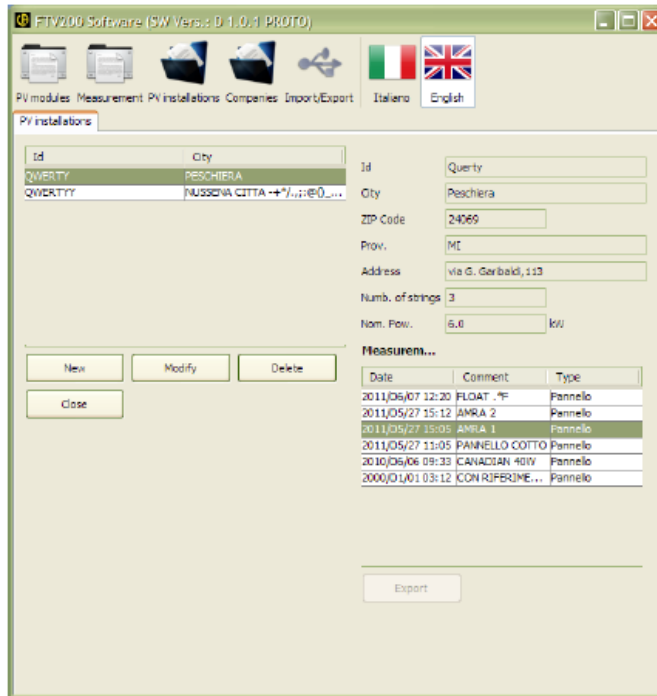 FTV200 Software (SW Vers.: 0.1.0.1 PROTO)
PV modules Measurement PV installations Companies Import/Export Italiano English
PV installations
Id City
QWERTY PESCHIERA
QWERTYY NUSSENA CITTA -+*/.,;:@()_...
New Modify Delete
Close
Id Querty
City Peschiera
ZIP Code 24069
Prov. MI
Address via G. Garibaldi, 113
Numb. of strings 3
Nom. Pow. 6.0 kW
Measurem...
Date Comment Type
2011/06/07 12:20 FLOAT .*F Pannello
2011/05/27 15:12 AMRA 2 Pannello
2011/05/27 15:05 AMRA 1 Pannello
2011/05/27 11:05 PANNELLO COTTO Pannello
2010/06/06 09:33 CANADIAN 40W Pannello
2000/01/01 03:12 CON RIFERIME... Pannello
Export